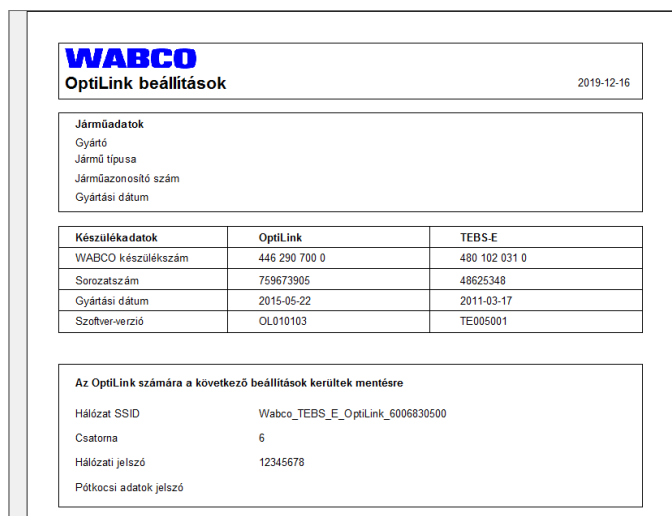 WABCO
OptiLink beállítások 2019-12-16
Járműadatok
Gyártó
Jármű típusa
Járműazonosító szám
Gyártási dátum
Készülékadatok OptiLink TEBS-E
WABCO készülékszám 446 290 700 0 480 102 031 0
Sorozatszám 759673905 48625348
Gyártási dátum 2015-05-22 2011-03-17
Szoftver-verzió OL010103 TE005001
Az OptiLink számára a következő beállítások kerültek mentésre
Hálózat SSID Wabco_TEBS_E_OptiLink_6006830500
Csatorna 6
Hálózati jelszó 12345678
Pótkocsi adatok jelszó